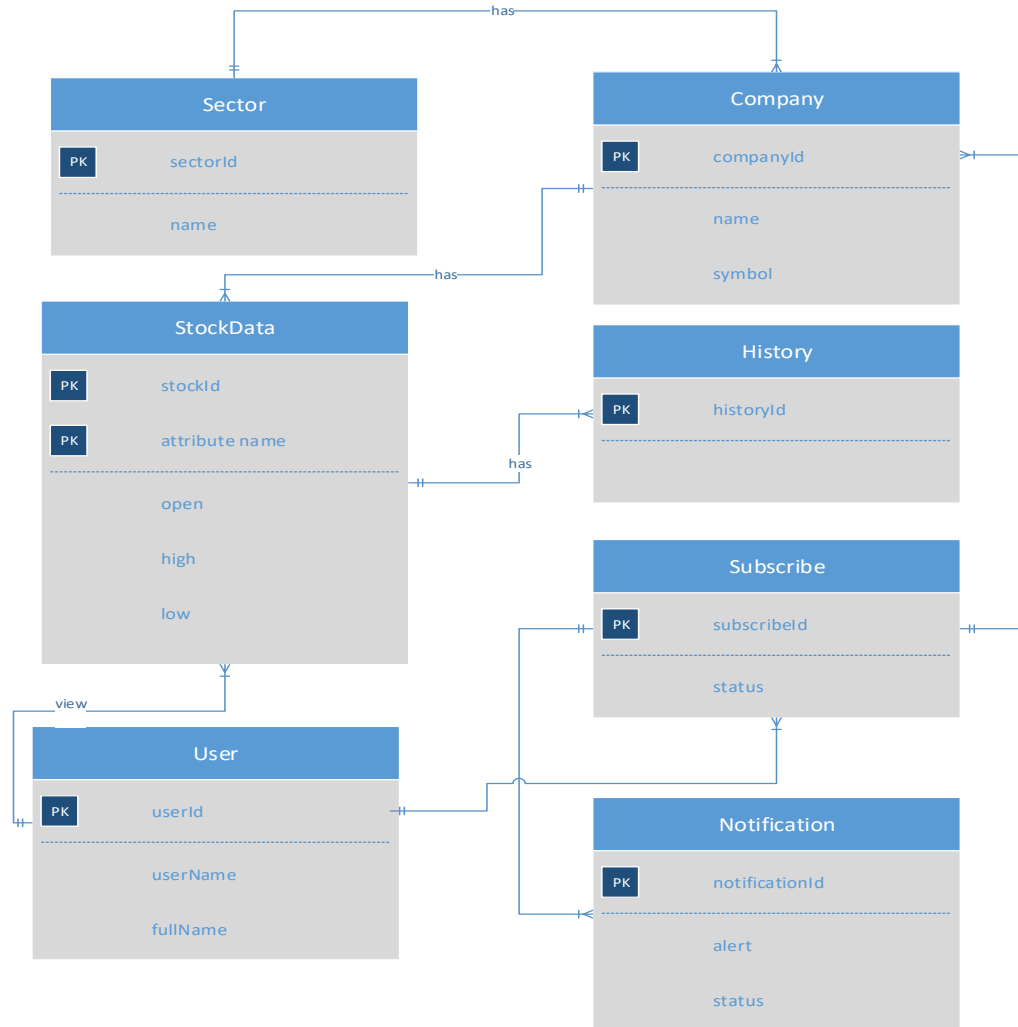 has
Sector
PK sectorId
name
Company
PK companyId
name
symbol
has
StockData
PK stockId
PK attribute name
open
high
low
History
PK historyId
has
Subscribe
PK subscribeId
status
view
User
PK userId
userName
fullName
Notification
PK notificationId
alert
status